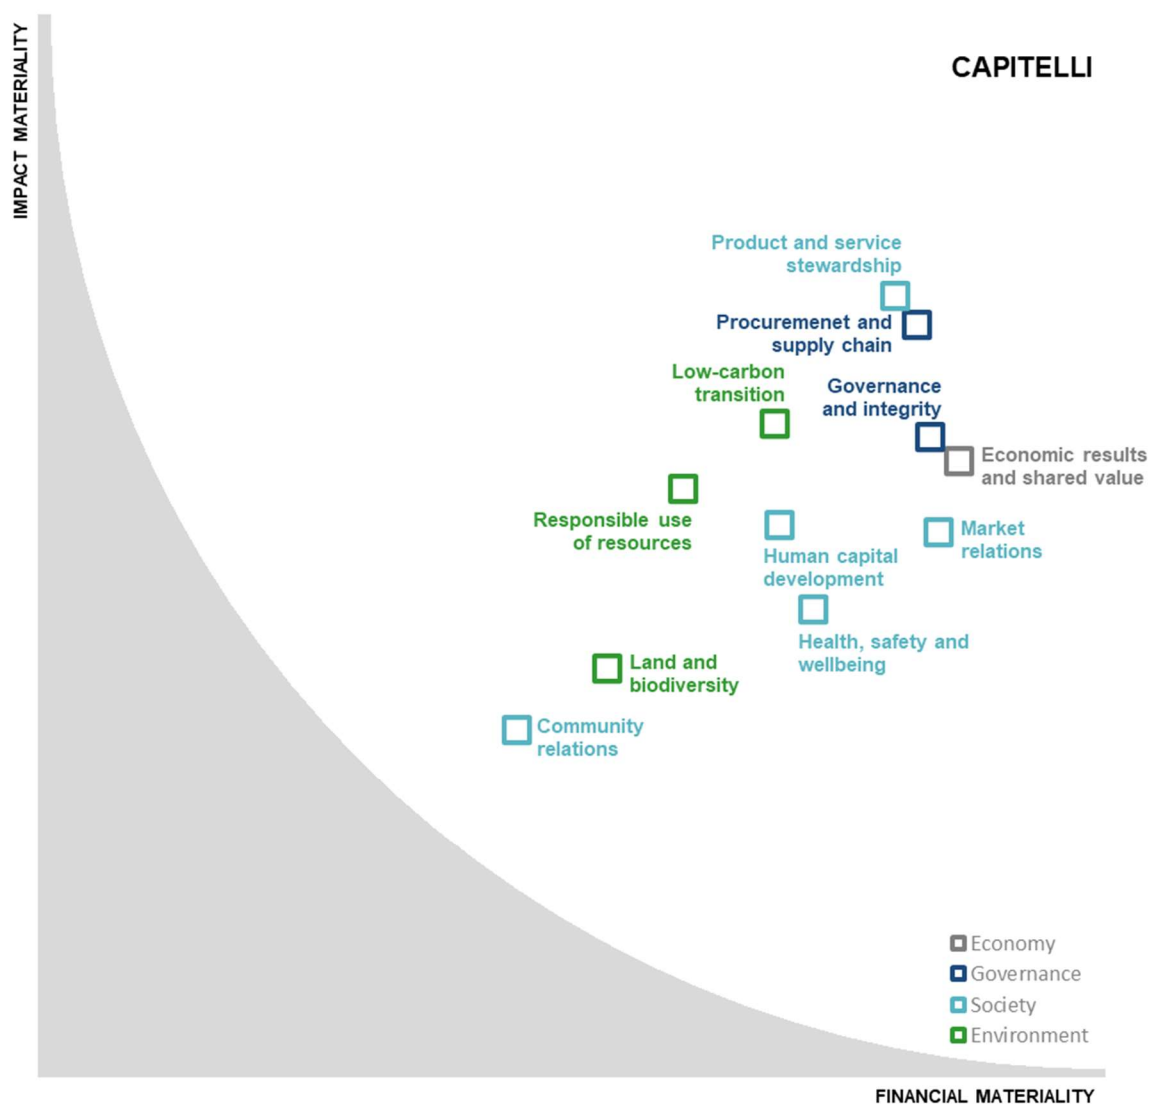 IMPACT MATERIALITY
CAPITELLI
Product and service
stewardship
Procuremenet and
supply chain
Low-carbon
transition
Governance
and integrity
Economic results
and shared value
Responsible use
of resources
Human capital
development
Market
relations
Health, safety and
wellbeing
Land and
biodiversity
Community
relations
Economy
Governance
Society
Environment
FINANCIAL MATERIALITY